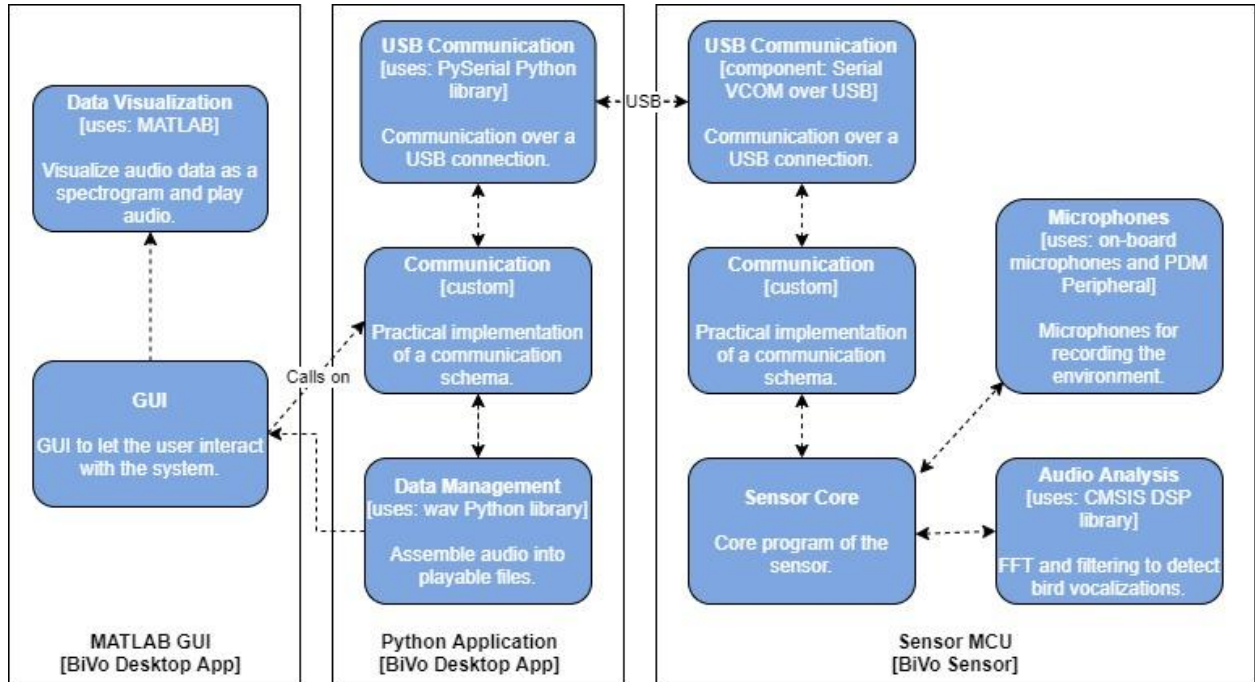 Data Visualization
[uses: MATLAB]
Visualize audio data as a
spectrogram and play
audio.
GUI
GUI to let the user interact
with the system.
MATLAB GUI
[BiVo Desktop App]
Calls on
USB Communication
[uses: PySerial Python
library]
Communication over a
USB connection.
Communication
[custom]
Practical implementation
of a communication
schema.
Data Management
[uses: wav Python library]
Assemble audio into
playable files.
Python Application
[BiVo Desktop App]
USB
USB Communication
[component: Serial
VCOM over USB]
Communication over a
USB connection.
Communication
[custom]
Practical implementation
of a communication
schema.
Sensor Core
Core program of the
sensor.
Microphones
[uses: on-board
microphones and PDM
Peripheral]
Microphones for
recording the
environment.
Audio Analysis
[uses: CMSIS DSP
library]
FFT and filtering to detect
bird vocalizations.
Sensor MCU
[BiVo Sensor]